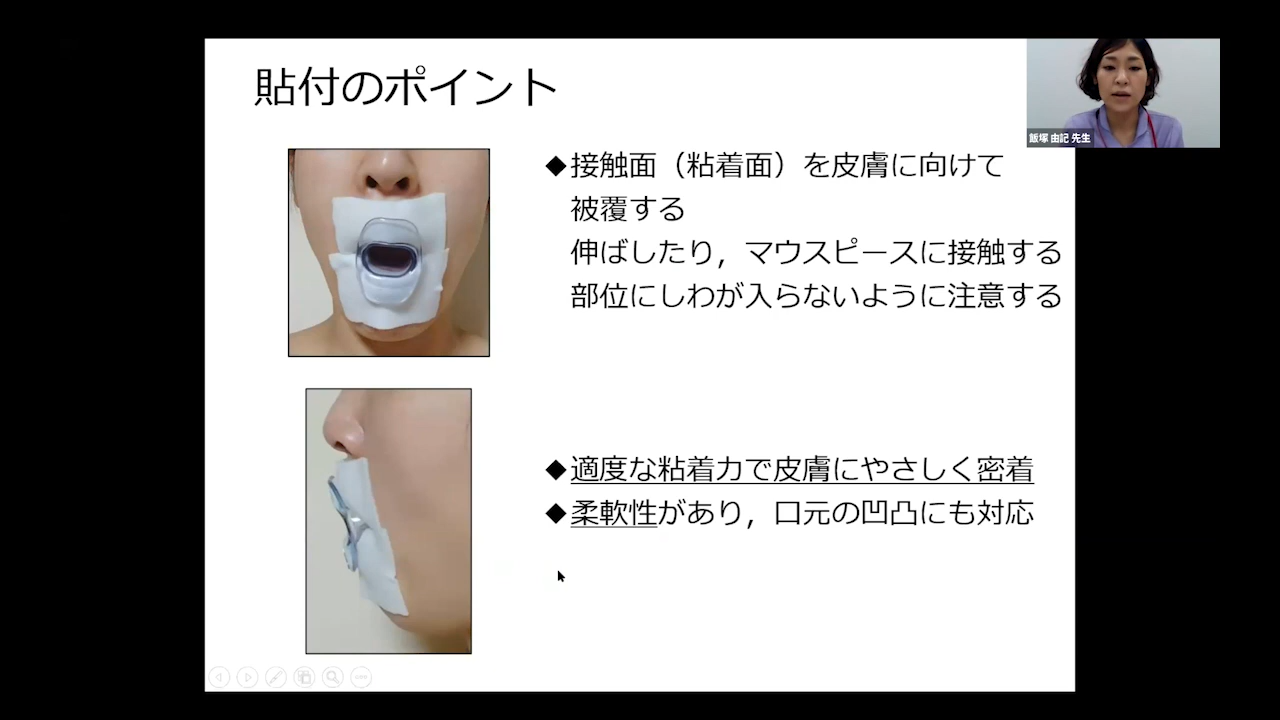 貼付のポイント
飯塚 由記 先生
◆接触面（粘着面）を皮膚に向けて
被覆する
伸ばしたり，マウスピースに接触する
部位にしわが入らないように注意する
◆適度な粘着力で皮膚にやさしく密着
◆柔軟性があり，口元の凹凸にも対応